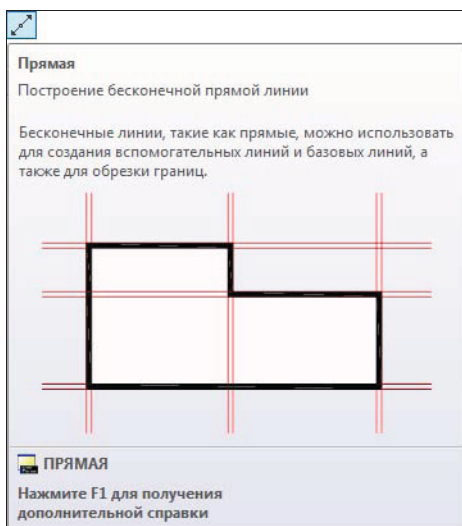 Прямая
Построение бесконечной прямой линии
Бесконечные линии, такие как прямые, можно использовать
для создания вспомогательных линий и базовых линий, а
также для обрезки границ.
ПРЯМАЯ
Нажмите F1 для получения
дополнительной справки